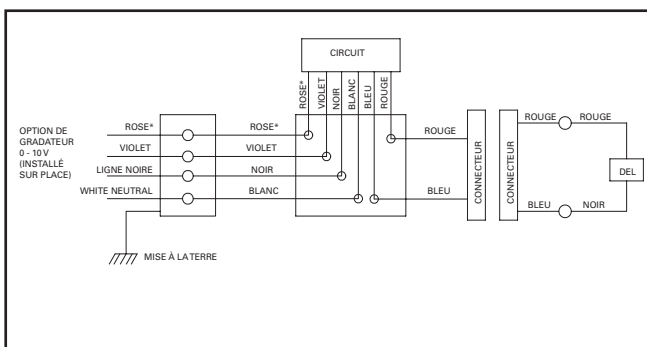 CIRCUIT
ROSE*
VIOLET
NOIR
BLANC
BLEU
ROUGE
OPTION DE
GRADATEUR
0 - 10 V
(INSTALLÉ
SUR PLACE)
ROSE*
ROSE*
VIOLET
VIOLET
LIGNE NOIRE
NOIR
WHITE NEUTRAL
BLANC
MISE À LA TERRE
ROUGE
BLEU
CONNECTEUR
CONNECTEUR
ROUGE
ROUGE
DEL
BLEU
NOIR